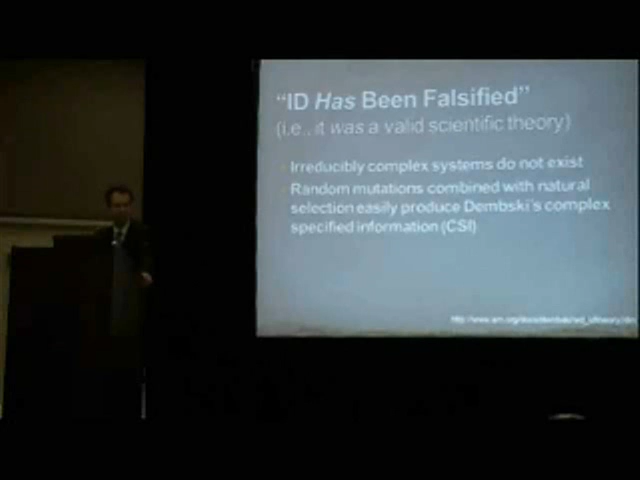 "ID Has Been Falsified"
(i.e., it was a valid scientific theory)
Irreducibly complex systems do not exist
Random mutations combined with natural
selection easily produce Dembski's complex
specified information (CSI)